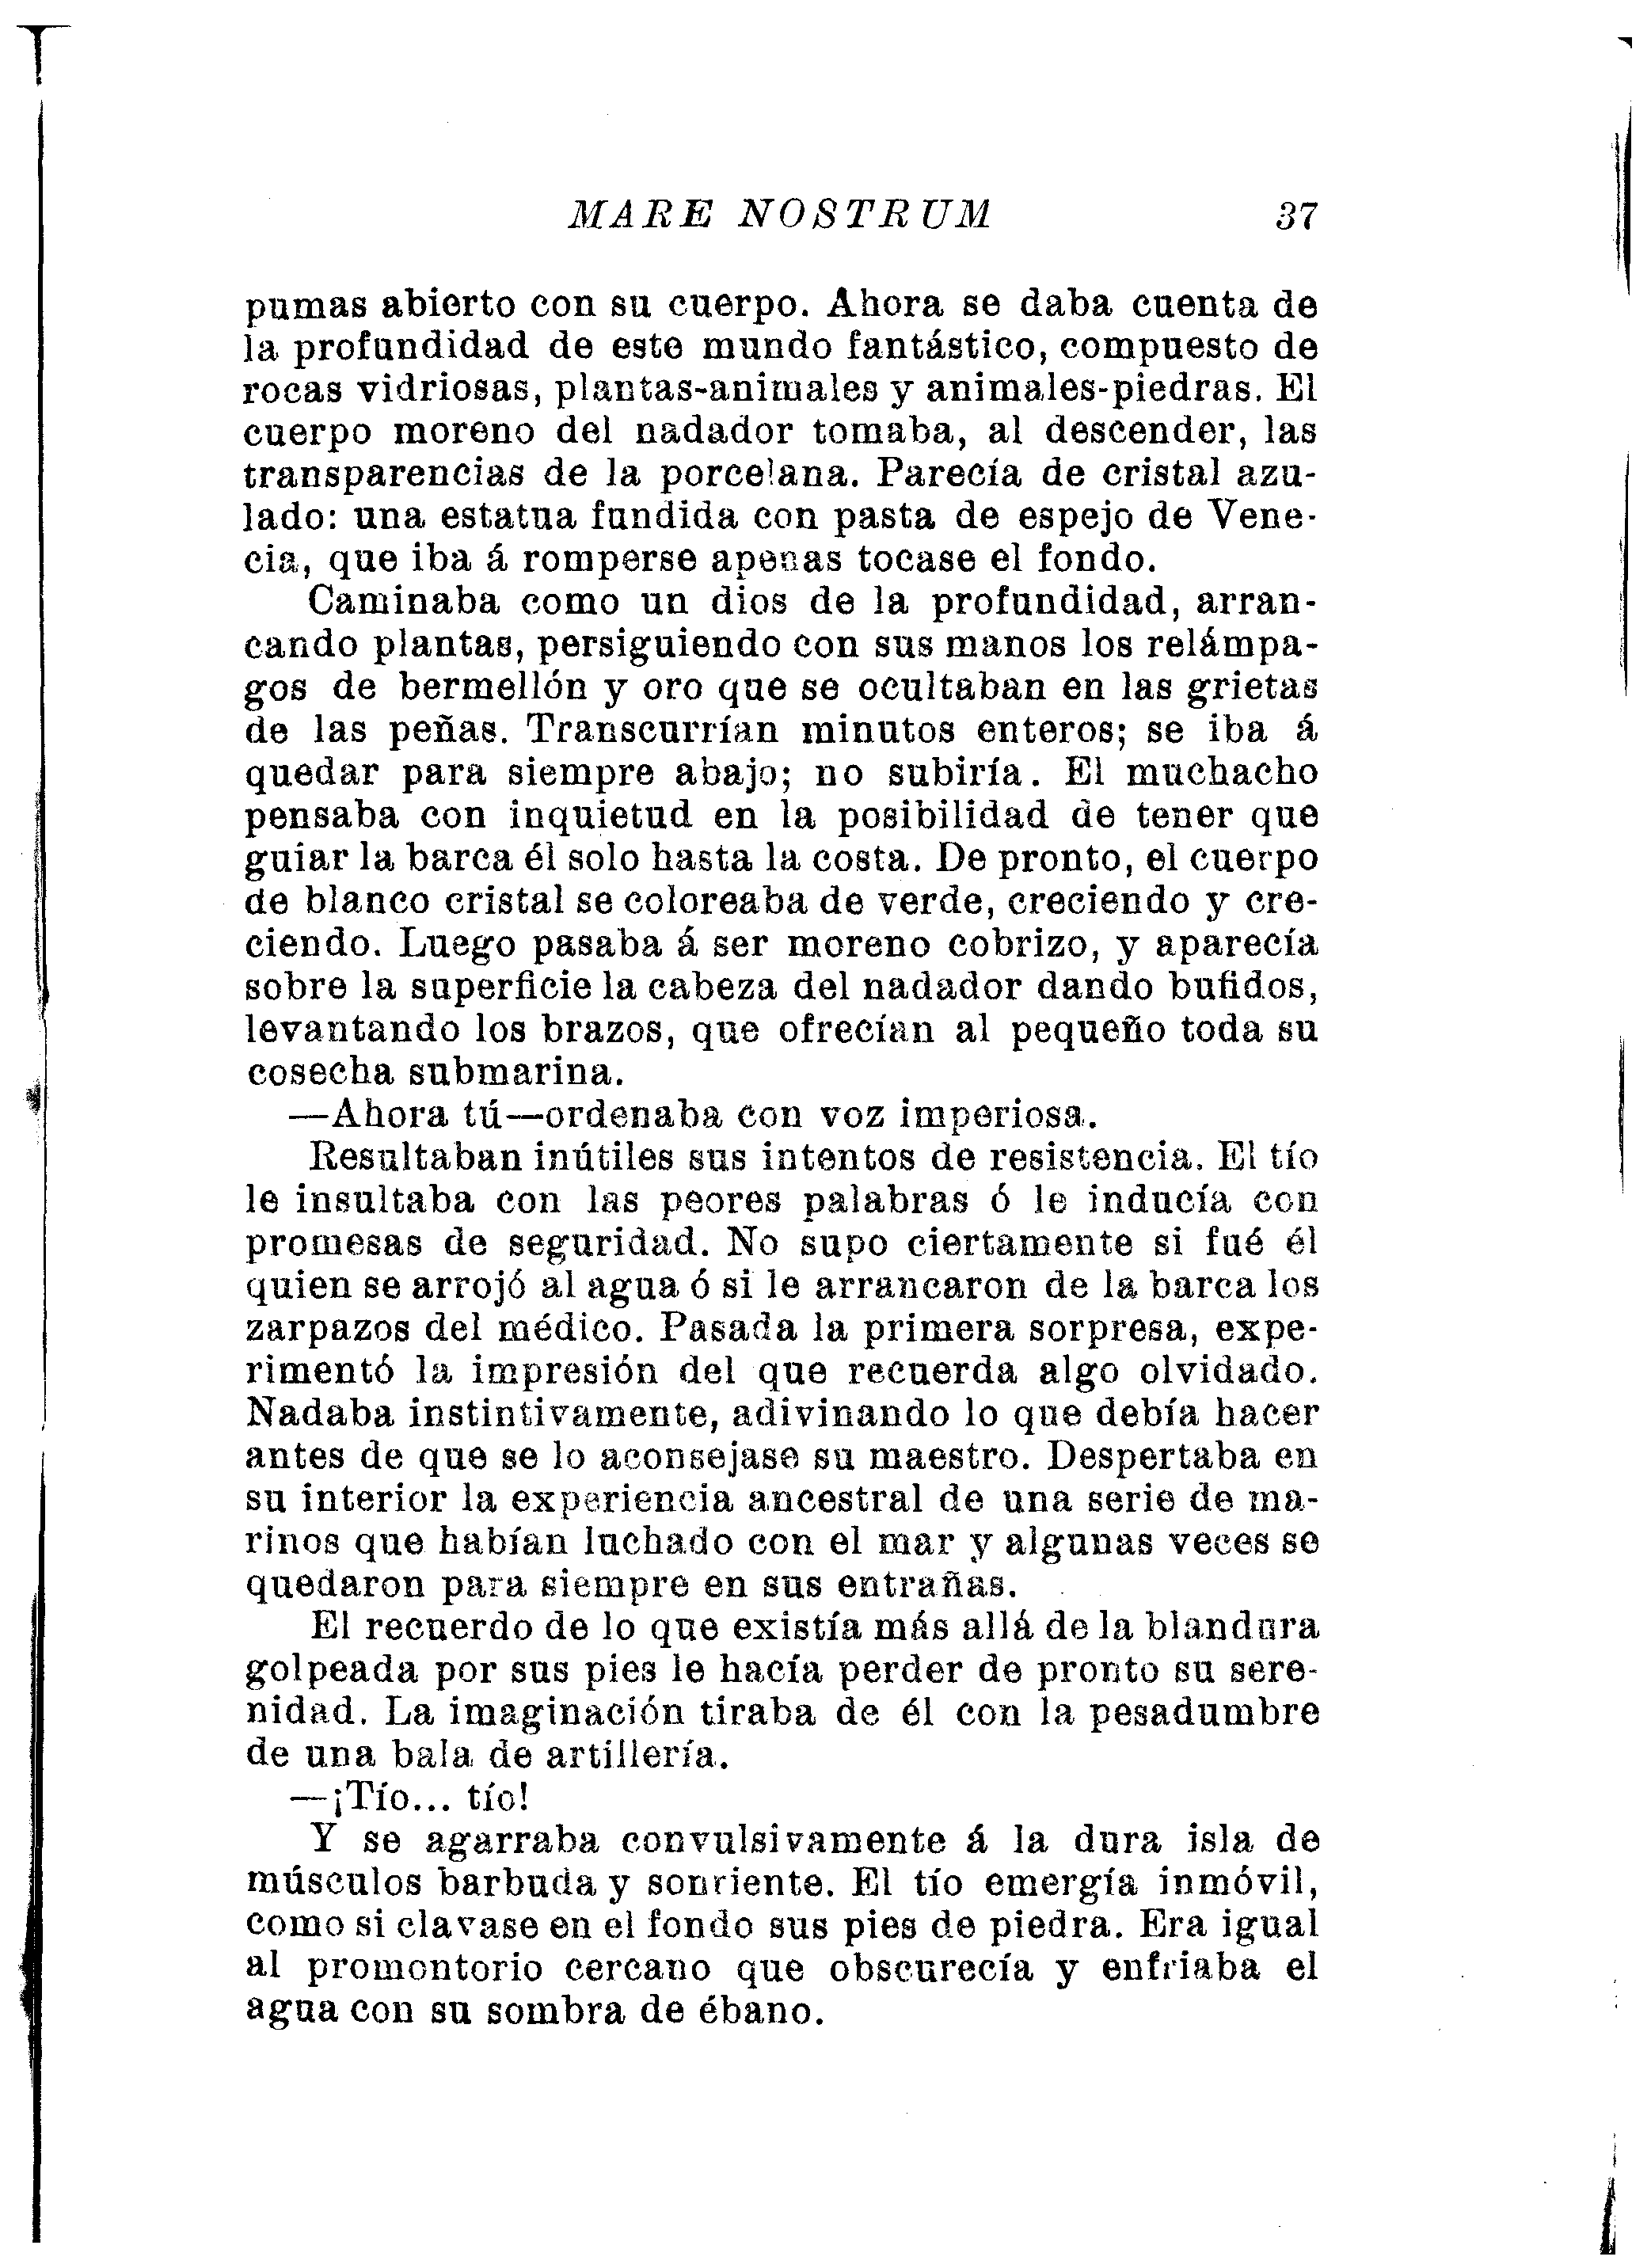 MARE NOSTRUM 37
pumas abierto con su cuerpo. Ahora se daba cuenta de
la profundidad de este mundo fantástico, compuesto de
rocas vidriosas, plantas-animales y animales-piedras. El
cuerpo moreno del nadador tomaba, al descender, las
transparencias de la porcelana. Parecía de cristal azu-
lado: una estatua fundida con pasta de espejo de Vene-
cia, que iba á romperse apenas tocase el fondo.
Caminaba como un dios de la profundidad, arran-
cando plantas, persiguiendo con sus manos los relámpa-
gos de bermellón y oro que se ocultaban en las grietas
de las peñas. Transcurrían minutos enteros; se iba á
quedar para siempre abajo; no subiría. El muchacho
pensaba con inquietud en la posibilidad de tener que
guiar la barca él solo hasta la costa. De pronto, el cuerpo
de blanco cristal se coloreaba de verde, creciendo y cre-
ciendo. Luego pasaba á ser moreno cobrizo, y aparecía
sobre la superficie la cabeza del nadador dando bufidos,
levantando los brazos, que ofrecían al pequeño toda su
cosecha submarina.
—Ahora tú—ordenaba con voz imperiosa.
Resultaban inútiles sus intentos de resistencia. El tío
le insultaba con las peores palabras ó le inducía con
promesas de seguridad. No supo ciertamente si fué él
quien se arrojó al agua ó si le arrancaron de la barca los
zarpazos del médico. Pasada la primera sorpresa, expe-
rimentó la impresión del que recuerda algo olvidado.
Nadaba instintivamente, adivinando lo que debía hacer
antes de que se lo aconsejase su maestro. Despertaba en
su interior la experiencia ancestral de una serie de ma-
rinos que habían luchado con el mar y algunas veces se
quedaron para siempre en sus entrañas.
El recuerdo de lo que existía más allá de la blandura
golpeada por sus pies le hacía perder de pronto su sere-
nidad. La imaginación tiraba de él con la pesadumbre
de una bala de artillería.
—¡Tío... tío!
Y se agarraba convulsivamente á la dura isla de
músculos barbuda y sonriente. El tío emergía inmóvil,
como si clavase en el fondo sus pies de piedra. Era igual
al promontorio cercano que obscurecía y enfriaba el
agua con su sombra de ébano.